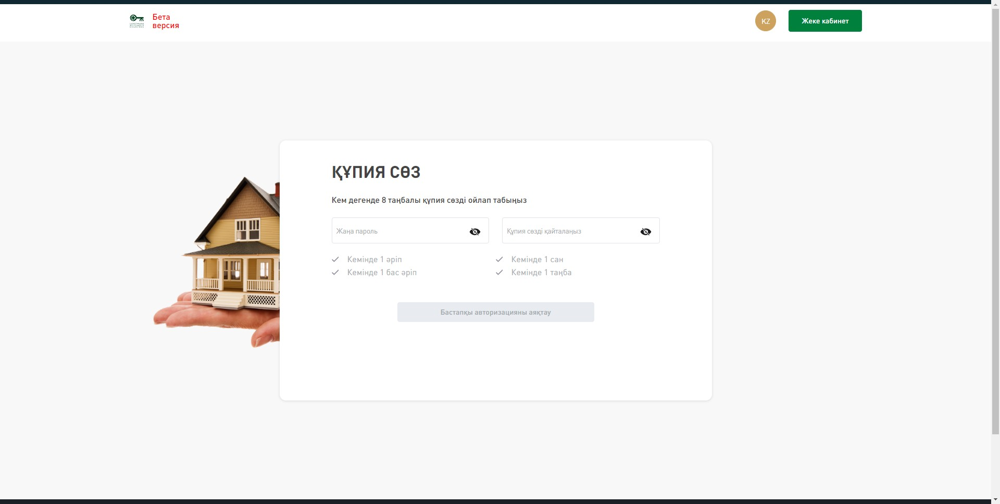 Бета
версия
KZ
Жеке кабинет
ҚҰПИЯ СӨЗ
Кем дегенде 8 таңбалы құпия сөзді ойлап табыңыз
Жаңа пароль
Құпия сөзді қайталаңыз
Кемінде 1 әріп
Кемінде 1 сан
Кемінде 1 бас әріп
Кемінде 1 таңба
Бастапқы авторизацияны аяқтау